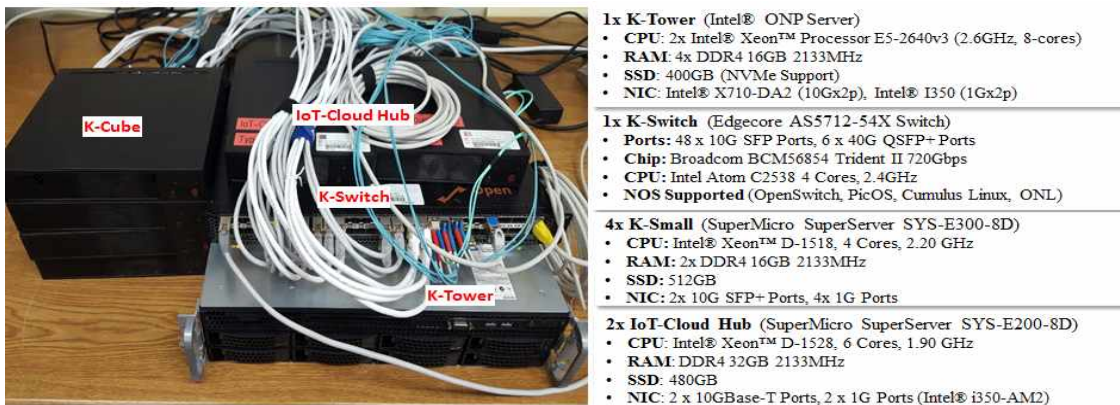 K-Cube
IoT-Cloud Hub
K-Switch
K-Tower
1x K-Tower (Intel® ONP Server)
• CPU: 2x Intel® Xeon™ Processor E5-2640v3 (2.6GHz, 8-cores)
• RAM: 4x DDR4 16GB 2133MHz
• SSD: 400GB (NVMe Support)
• NIC: Intel® X710-DA2 (10Gx2p), Intel® I350 (1Gx2p)
1x K-Switch (Edgecore AS5712-54X Switch)
• Ports: 48 x 10G SFP Ports, 6 x 40G QSFP+ Ports
• Chip: Broadcom BCM56854 Trident II 720Gbps
• CPU: Intel Atom C2538 4 Cores, 2.4GHz
• NOS Supported (OpenSwitch, PicOS, Cumulus Linux, ONL)
4x K-Small (SuperMicro SuperServer SYS-E300-8D)
• CPU: Intel® Xeon™ D-1518, 4 Cores, 2.20 GHz
• RAM: 2x DDR4 16GB 2133MHz
• SSD: 512GB
• NIC: 2x 10G SFP+ Ports, 4x 1G Ports
2x IoT-Cloud Hub (SuperMicro SuperServer SYS-E200-8D)
• CPU: Intel® Xeon™ D-1528, 6 Cores, 1.90 GHz
• RAM: DDR4 32GB 2133MHz
• SSD: 480GB
• NIC: 2 x 10GBase-T Ports, 2 x 1G Ports (Intel® i350-AM2)